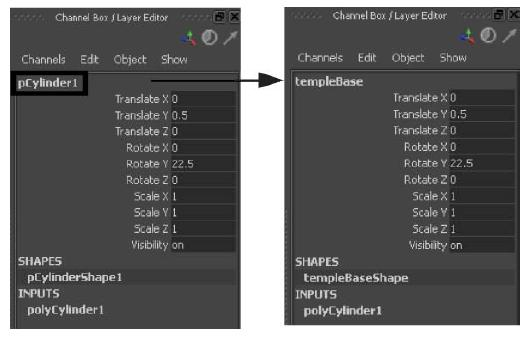 Channel Box / Layer Editor
Channels Edit Object Show
pCylinder1
Translate X 0
Translate Y 0.5
Translate Z 0
Rotate X 0
Rotate Y 22.5
Rotate Z 0
Scale X 1
Scale Y 1
Scale Z 1
Visibility on
SHAPES
pCylinderShape1
INPUTS
polyCylinder1
Channel Box / Layer Editor
Channels Edit Object Show
templeBase
Translate X 0
Translate Y 0.5
Translate Z 0
Rotate X 0
Rotate Y 22.5
Rotate Z 0
Scale X 1
Scale Y 1
Scale Z 1
Visibility on
SHAPES
templeBaseShape
INPUTS
polyCylinder1